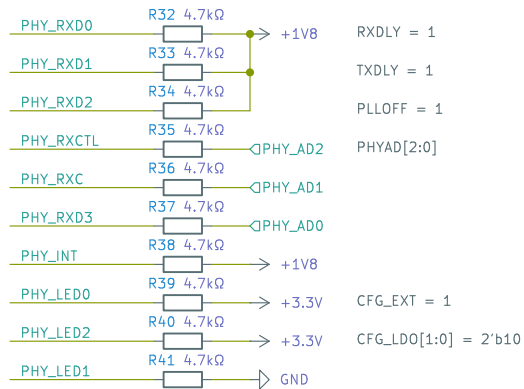 PHY_RXD0 R32 4.7kΩ +1V8 RXDLY = 1
PHY_RXD1 R33 4.7kΩ TXDLY = 1
PHY_RXD2 R34 4.7kΩ PLLOFF = 1
PHY_RXCTL R35 4.7kΩ PHY_AD2 PHYAD[2:0]
PHY_RXC R36 4.7kΩ PHY_AD1
PHY_RXD3 R37 4.7kΩ PHY_AD0
PHY_INT R38 4.7kΩ +1V8
PHY_LED0 R39 4.7kΩ +3.3V CFG_EXT = 1
PHY_LED2 R40 4.7kΩ +3.3V CFG_LDO[1:0] = 2'b10
PHY_LED1 R41 4.7kΩ GND